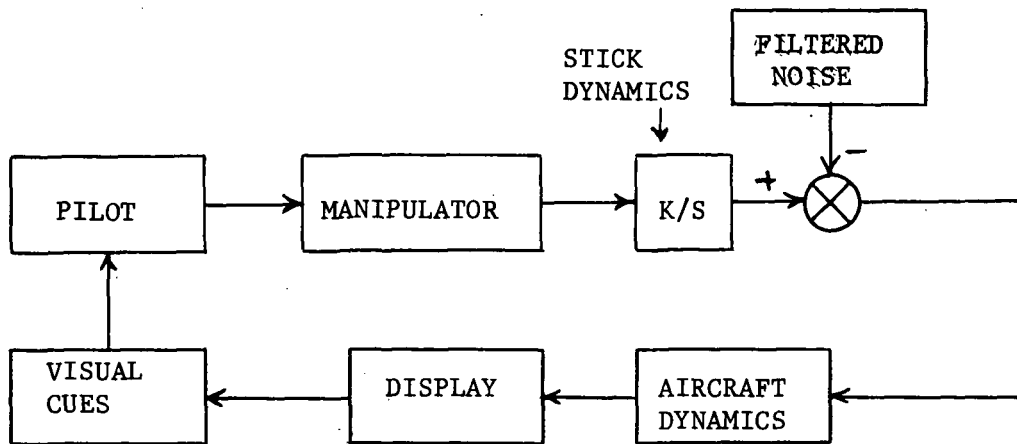 FILTERED
NOISE
STICK
DYNAMICS
PILOT
MANIPULATOR
K/S
+
−
VISUAL
CUES
DISPLAY
AIRCRAFT
DYNAMICS